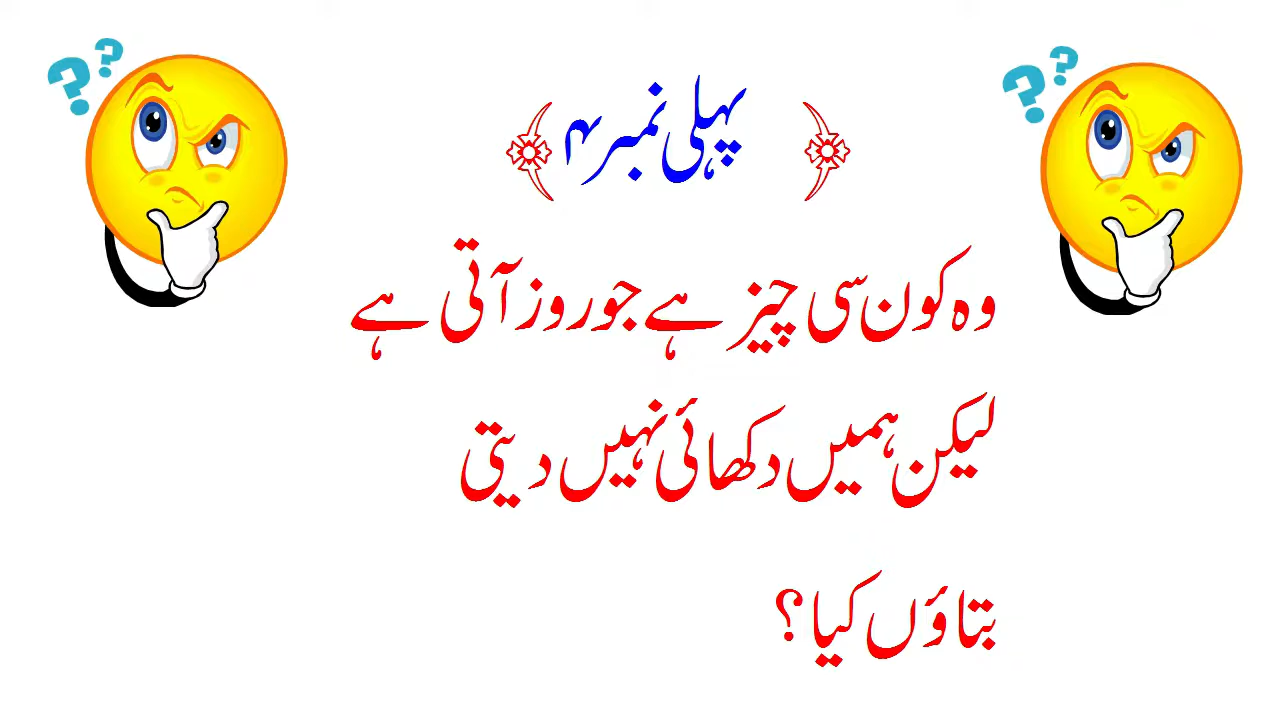 ﴿ پہلی نمبر ۴ ﴾
وہ کون سی چیز ہے جو روز آتی ہے
لیکن ہمیں دکھائی نہیں دیتی
بتاؤں کیا؟
? ?
? ?